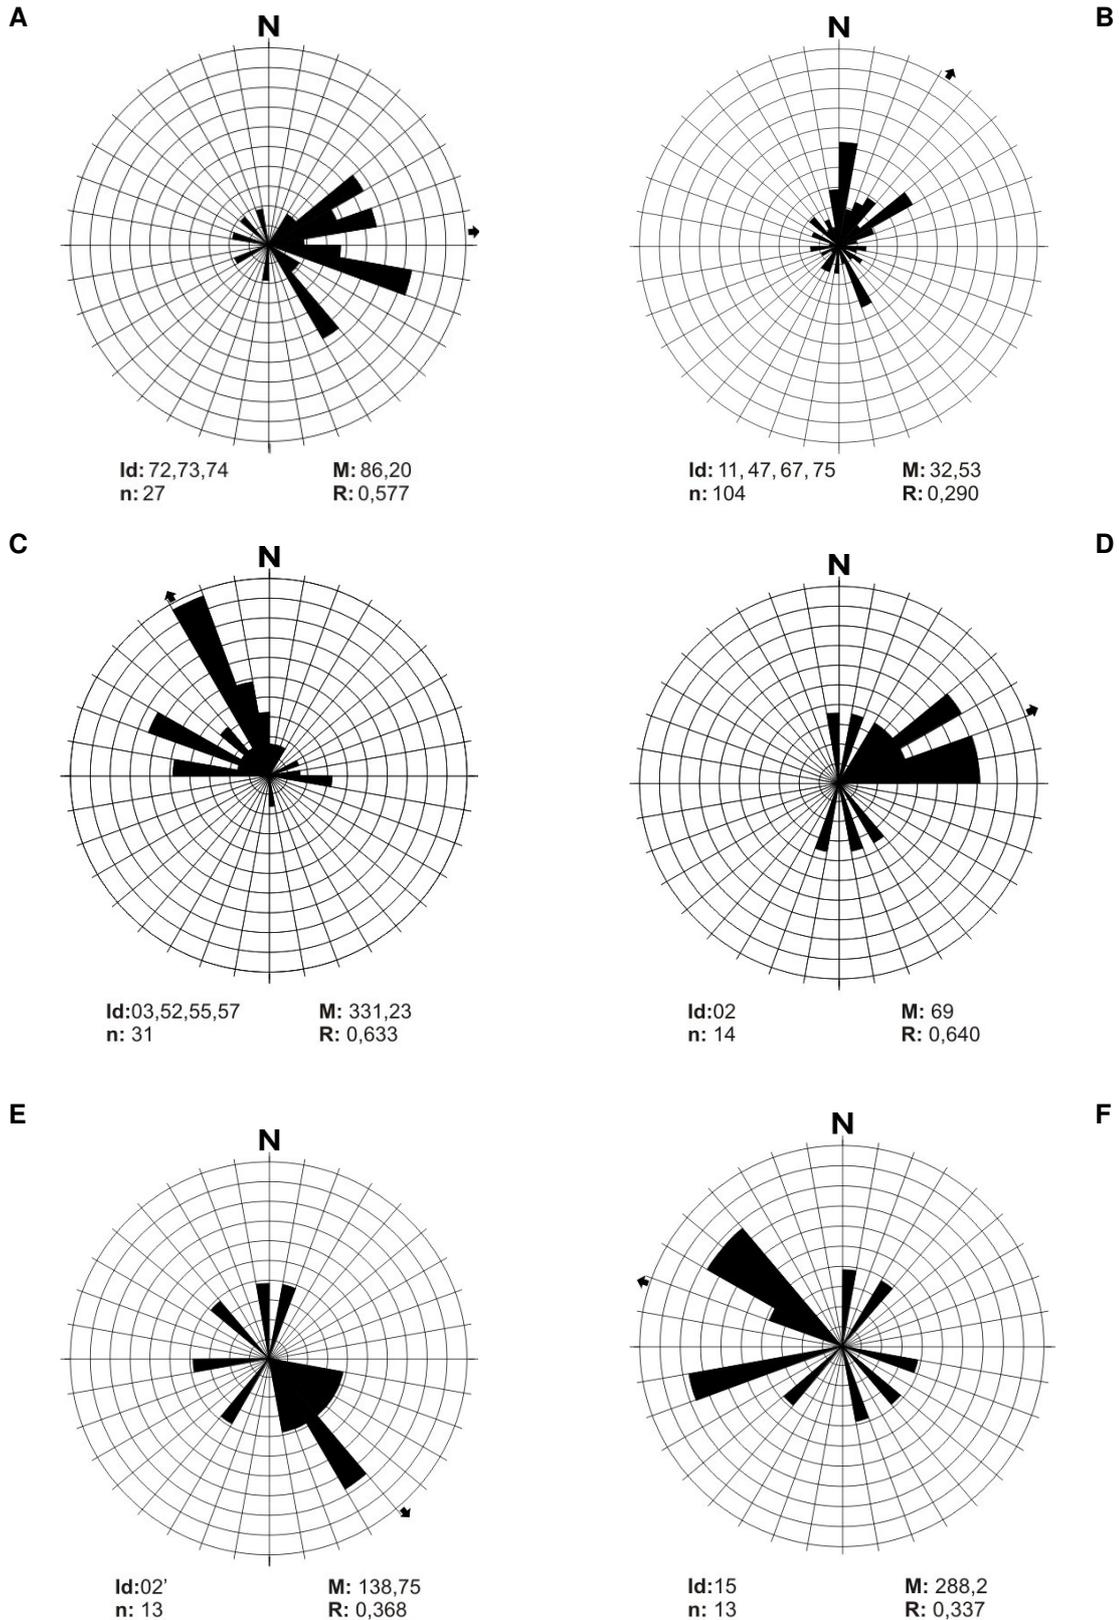 A
B
N
N
Id: 72,73,74
M: 86,20
n: 27
R: 0,577
Id: 11, 47, 67, 75
M: 32,53
n: 104
R: 0,290
C
D
N
N
Id:03,52,55,57
M: 331,23
n: 31
R: 0,633
Id:02
M: 69
n: 14
R: 0,640
E
F
N
N
Id:02'
M: 138,75
n: 13
R: 0,368
Id:15
M: 288,2
n: 13
R: 0,337